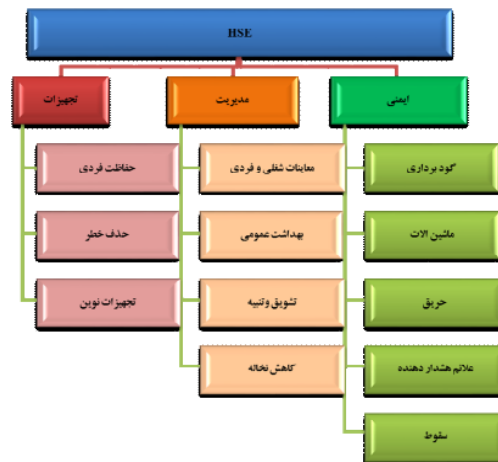 HSE
ایمنی
مدیریت
تجهیزات
گود برداری
معاینات شغلی و فردی
حفاظت فردی
ماشین الات
بهداشت عمومی
حذف خطر
حریق
تشویق وتنبیه
تجهیزات نوین
علائم هشدار دهنده
کاهش نخاله
سقوط